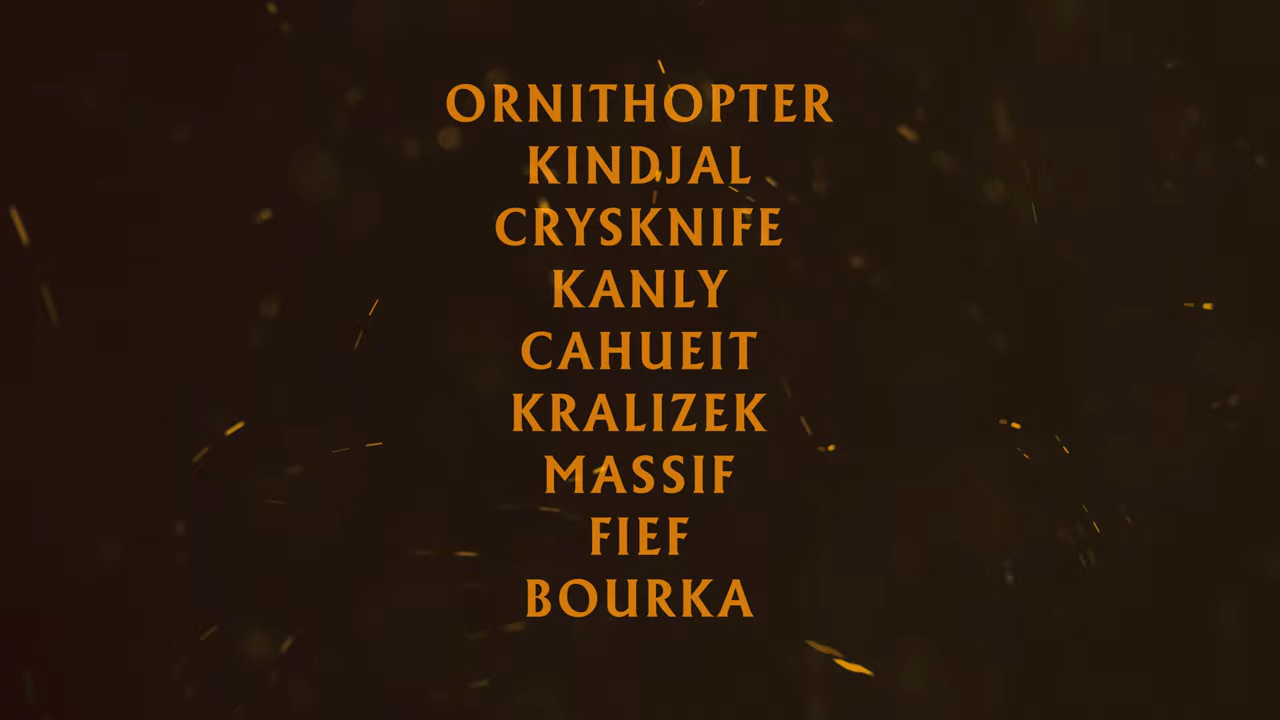 ORNITHOPTER
KINDJAL
CRYSKNIFE
KANLY
CAHUEIT
KRALIZEK
MASSIF
FIEF
BOURKA